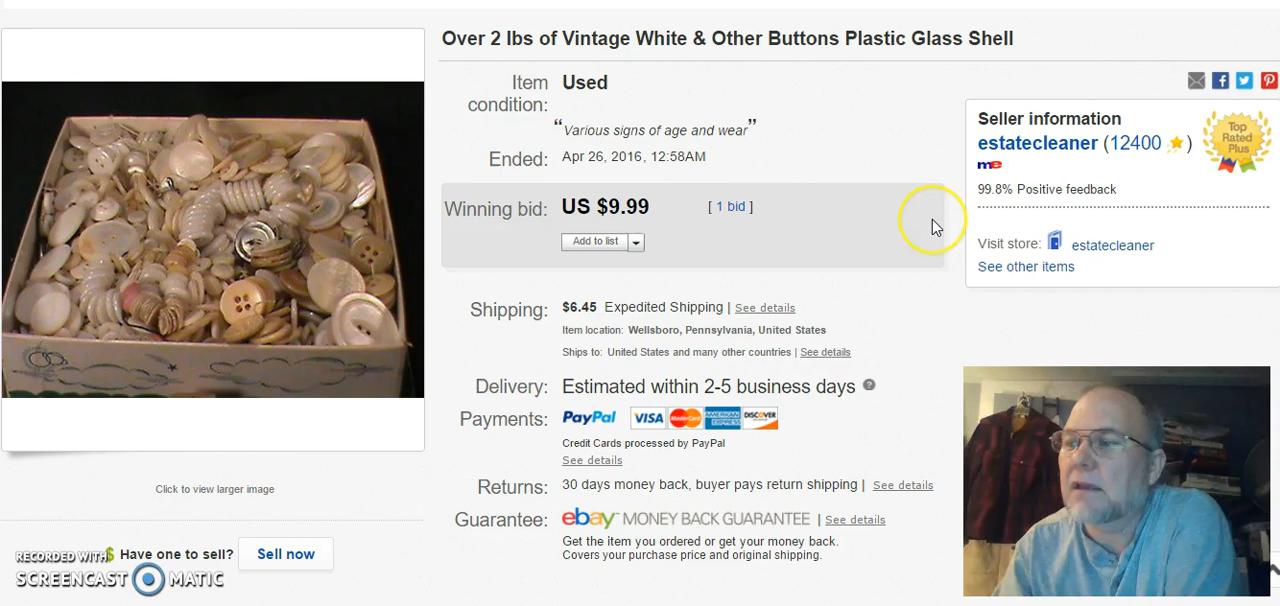 Over 2 lbs of Vintage White & Other Buttons Plastic Glass Shell
Item condition: Used
“Various signs of age and wear”
Ended: Apr 26, 2016, 12:58AM
Winning bid: US $9.99 [ 1 bid ]
Add to list
Shipping: $6.45 Expedited Shipping | See details
Item location: Wellsboro, Pennsylvania, United States
Ships to: United States and many other countries | See details
Delivery: Estimated within 2-5 business days ?
Payments: PayPal VISA MasterCard AMERICAN EXPRESS DISCOVER
Credit Cards processed by PayPal
See details
Returns: 30 days money back, buyer pays return shipping | See details
Guarantee: ebay MONEY BACK GUARANTEE | See details
Get the item you ordered or get your money back.
Covers your purchase price and original shipping.
Seller information
estatecleaner (12400 )
me
99.8% Positive feedback
Top Rated Plus
Visit store: estatecleaner
See other items
Click to view larger image
$ Have one to sell? Sell now
RECORDED WITH
SCREENCAST MATIC